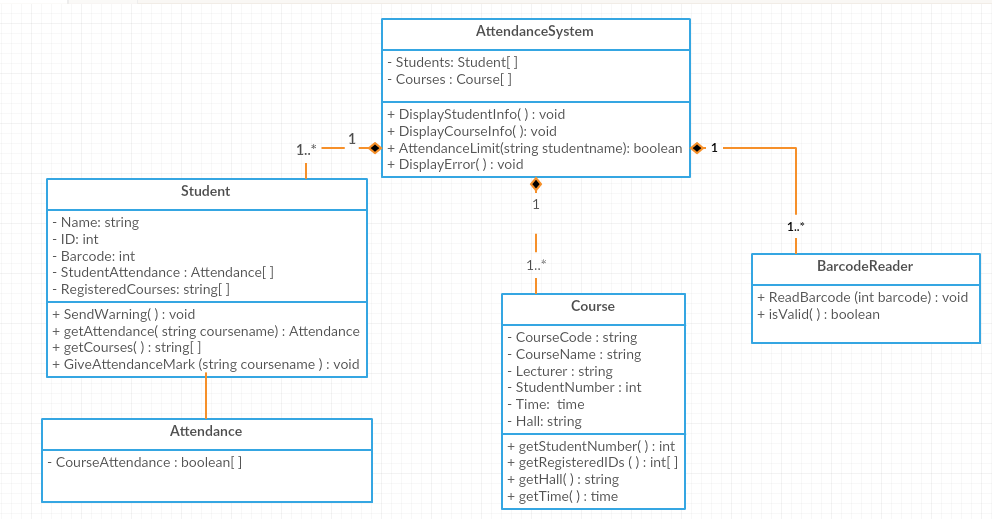 AttendanceSystem
- Students: Student[ ]
- Courses : Course[ ]
+ DisplayStudentInfo( ) : void
+ DisplayCourseInfo( ): void
+ AttendanceLimit(string studentname): boolean
+ DisplayError( ) : void
1
1..*
1
1..*
1
1..*
Student
- Name: string
- ID: int
- Barcode: int
- StudentAttendance : Attendance[ ]
- RegisteredCourses: string[ ]
+ SendWarning( ) : void
+ getAttendance( string coursename) : Attendance
+ getCourses( ) : string[ ]
+ GiveAttendanceMark (string coursename ) : void
BarcodeReader
+ ReadBarcode (int barcode) : void
+ isValid( ) : boolean
Course
- CourseCode : string
- CourseName : string
- Lecturer : string
- StudentNumber : int
- Time:  time
- Hall: string
+ getStudentNumber( ) : int
+ getRegisteredIDs ( ) : int[ ]
+ getHall( ) : string
+ getTime( ) : time
Attendance
- CourseAttendance : boolean[ ]